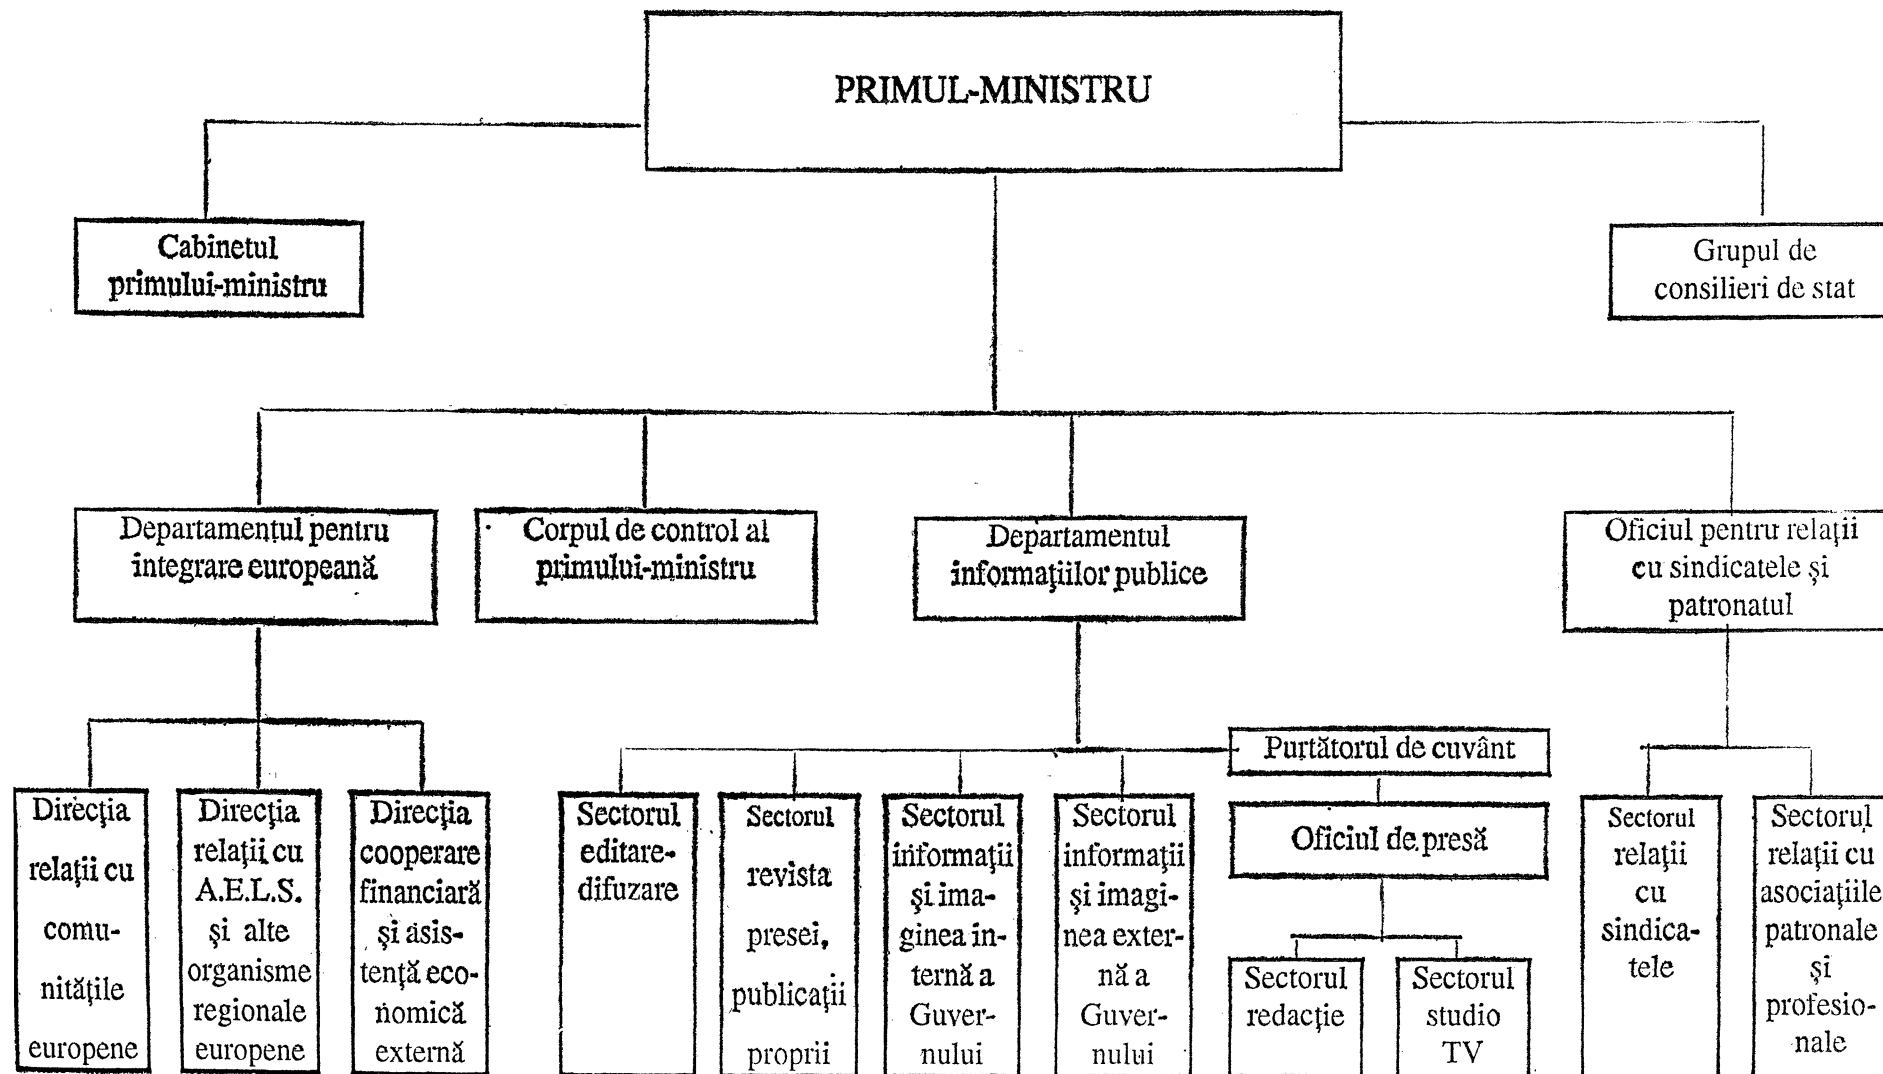 PRIMUL-MINISTRU
Cabinetul
primului-ministru
Grupul de
consilieri de stat
Departamentul pentru
integrare europeană
Corpul de control al
primului-ministru
Departamentul
informaţiilor publice
Oficiul pentru relaţii
cu sindicatele şi
patronatul
Purtătorul de cuvânt
Direcţia
relaţii cu
comu-
nităţile
europene
Direcţia
relaţii cu
A.E.L.S.
şi alte
organisme
regionale
europene
Direcţia
cooperare
financiară
şi asis-
tenţă eco-
nomică
externă
Sectorul
editare-
difuzare
Sectorul
revista
presei,
publicaţii
proprii
Sectorul
informaţii
şi ima-
ginea in-
ternă a
Guver-
nului
Sectorul
informaţii
şi imagi-
nea exter-
nă a
Guver-
nului
Oficiul de presă
Sectorul
redacţie
Sectorul
studio
TV
Sectorul
relaţii
cu
sindica-
tele
Sectorul
relaţii cu
asociaţiile
patronale
şi
profesio-
nale